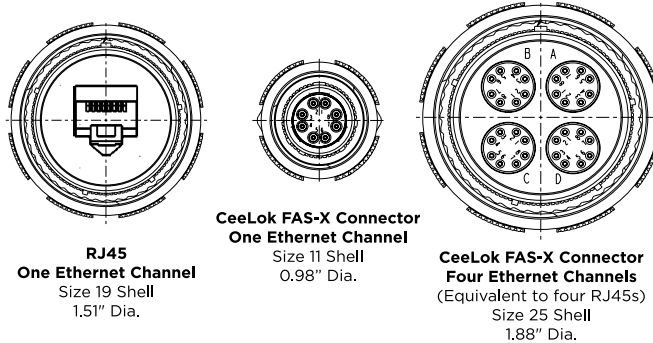 B A
C D
RJ45
One Ethernet Channel
Size 19 Shell
1.51" Dia.
CeeLok FAS-X Connector
One Ethernet Channel
Size 11 Shell
0.98" Dia.
CeeLok FAS-X Connector
Four Ethernet Channels
(Equivalent to four RJ45s)
Size 25 Shell
1.88" Dia.